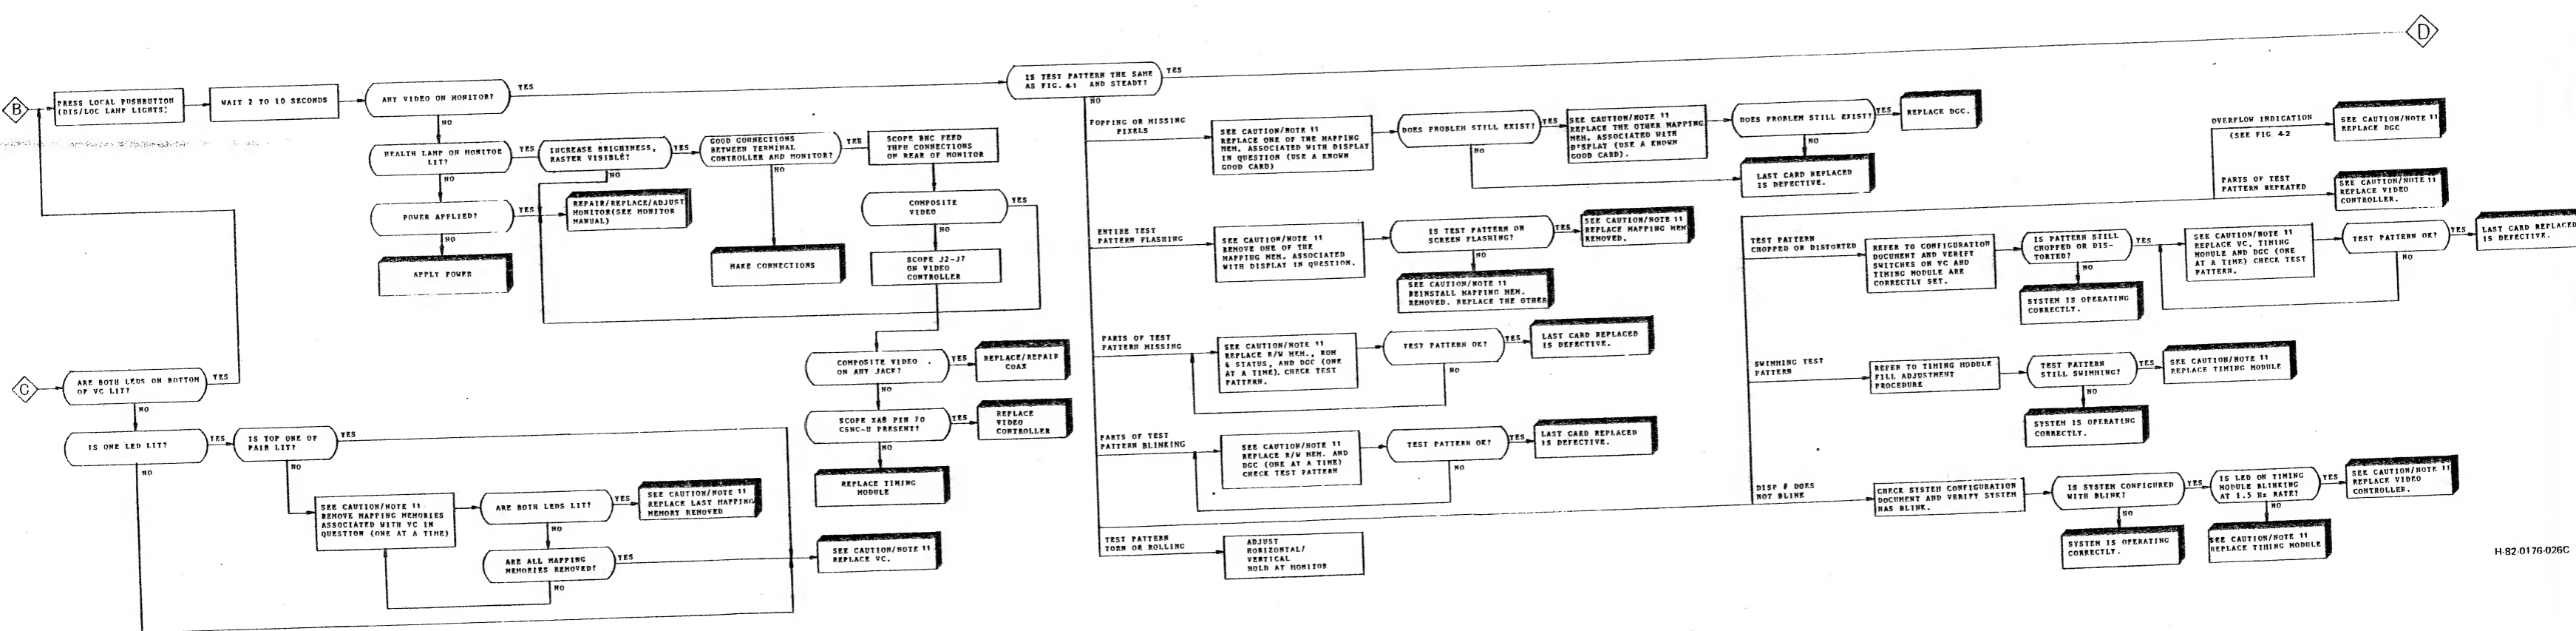 D
B
PRESS LOCAL PUSHBUTTON
(DIS/LOC LAMP LIGHTS)
WAIT 2 TO 10 SECONDS
ANY VIDEO ON MONITOR?
YES
NO
HEALTH LAMP ON MONITOR
LIT?
YES
NO
INCREASE BRIGHTNESS,
RASTER VISIBLE?
YES
NO
GOOD CONNECTIONS
BETWEEN TERMINAL
CONTROLLER AND MONITOR?
YES
NO
SCOPE BNC FEED
THRU CONNECTIONS
ON REAR OF MONITOR
POWER APPLIED?
YES
NO
REPAIR/REPLACE/ADJUST
MONITOR(SEE MONITOR
MANUAL)
APPLY POWER
MAKE CONNECTIONS
COMPOSITE
VIDEO
YES
NO
SCOPE J2-J7
ON VIDEO
CONTROLLER
COMPOSITE VIDEO
ON ANY JACK?
YES
NO
REPLACE/REPAIR
COAX
SCOPE XA8 PIN 70
CSNC-U PRESENT?
YES
NO
REPLACE
VIDEO
CONTROLLER
REPLACE TIMING
MODULE
C
ARE BOTH LEDS ON BOTTOM
OF VC LIT?
YES
NO
IS ONE LED LIT?
YES
NO
IS TOP ONE OF
PAIR LIT?
YES
NO
SEE CAUTION/NOTE 11
REMOVE MAPPING MEMORIES
ASSOCIATED WITH VC IN
QUESTION (ONE AT A TIME)
ARE BOTH LEDS LIT?
YES
NO
SEE CAUTION/NOTE 11
REPLACE LAST MAPPING
MEMORY REMOVED
ARE ALL MAPPING
MEMORIES REMOVED?
YES
NO
SEE CAUTION/NOTE 11
REPLACE VC.
IS TEST PATTERN THE SAME
AS FIG. 4-1 AND STEADY?
YES
NO
POPPING OR MISSING
PIXELS
SEE CAUTION/NOTE 11
REPLACE ONE OF THE MAPPING
MEM. ASSOCIATED WITH DISPLAY
IN QUESTION (USE A KNOWN
GOOD CARD)
DOES PROBLEM STILL EXIST?
YES
NO
SEE CAUTION/NOTE 11
REPLACE THE OTHER MAPPING
MEM. ASSOCIATED WITH
DISPLAY (USE A KNOWN
GOOD CARD).
DOES PROBLEM STILL EXIST?
YES
NO
REPLACE DGC.
LAST CARD REPLACED
IS DEFECTIVE.
ENTIRE TEST
PATTERN FLASHING
SEE CAUTION/NOTE 11
REMOVE ONE OF THE
MAPPING MEM. ASSOCIATED
WITH DISPLAY IN QUESTION.
IS TEST PATTERN ON
SCREEN FLASHING?
YES
NO
SEE CAUTION/NOTE 11
REPLACE MAPPING MEM
REMOVED.
SEE CAUTION/NOTE 11
REINSTALL MAPPING MEM.
REMOVED. REPLACE THE OTHER
PARTS OF TEST
PATTERN MISSING
SEE CAUTION/NOTE 11
REPLACE R/W MEM., ROM
& STATUS, AND DGC (ONE
AT A TIME). CHECK TEST
PATTERN.
TEST PATTERN OK?
YES
NO
LAST CARD REPLACED
IS DEFECTIVE.
PARTS OF TEST
PATTERN BLINKING
SEE CAUTION/NOTE 11
REPLACE R/W MEM. AND
DGC (ONE AT A TIME)
CHECK TEST PATTERN
TEST PATTERN OK?
YES
NO
LAST CARD REPLACED
IS DEFECTIVE.
TEST PATTERN
TORN OR ROLLING
ADJUST
HORIZONTAL/
VERTICAL
HOLD AT MONITOR
OVERFLOW INDICATION
(SEE FIG 4-2
SEE CAUTION/NOTE 11
REPLACE DGC
PARTS OF TEST
PATTERN REPEATED
SEE CAUTION/NOTE 11
REPLACE VIDEO
CONTROLLER.
TEST PATTERN
CHOPPED OR DISTORTED
REFER TO CONFIGURATION
DOCUMENT AND VERIFY
SWITCHES ON VC AND
TIMING MODULE ARE
CORRECTLY SET.
IS PATTERN STILL
CHOPPED OR DIS-
TORTED?
YES
NO
SYSTEM IS OPERATING
CORRECTLY.
SEE CAUTION/NOTE 11
REPLACE VC, TIMING
MODULE AND DGC (ONE
AT A TIME) CHECK TEST
PATTERN.
TEST PATTERN OK?
YES
NO
LAST CARD REPLACED
IS DEFECTIVE.
SWIMMING TEST
PATTERN
REFER TO TIMING MODULE
FILL ADJUSTMENT
PROCEDURE
TEST PATTERN
STILL SWIMMING?
YES
NO
SEE CAUTION/NOTE 11
REPLACE TIMING MODULE
SYSTEM IS OPERATING
CORRECTLY.
DISP # DOES
NOT BLINK
CHECK SYSTEM CONFIGURATION
DOCUMENT AND VERIFY SYSTEM
HAS BLINK.
IS SYSTEM CONFIGURED
WITH BLINK?
YES
NO
SYSTEM IS OPERATING
CORRECTLY.
IS LED ON TIMING
MODULE BLINKING
AT 1.5 Hz RATE?
YES
NO
SEE CAUTION/NOTE 11
REPLACE VIDEO
CONTROLLER.
SEE CAUTION/NOTE 11
REPLACE TIMING MODULE
H-82-0176-026C